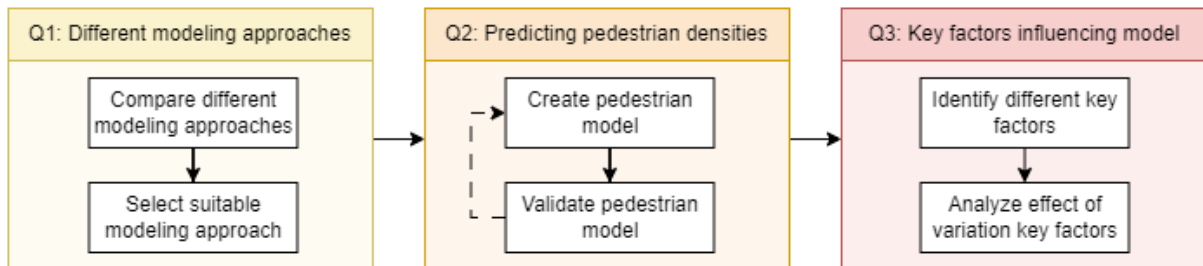 Q1: Different modeling approaches
Compare different
modeling approaches
Select suitable
modeling approach
Q2: Predicting pedestrian densities
Create pedestrian
model
Validate pedestrian
model
Q3: Key factors influencing model
Identify different key
factors
Analyze effect of
variation key factors